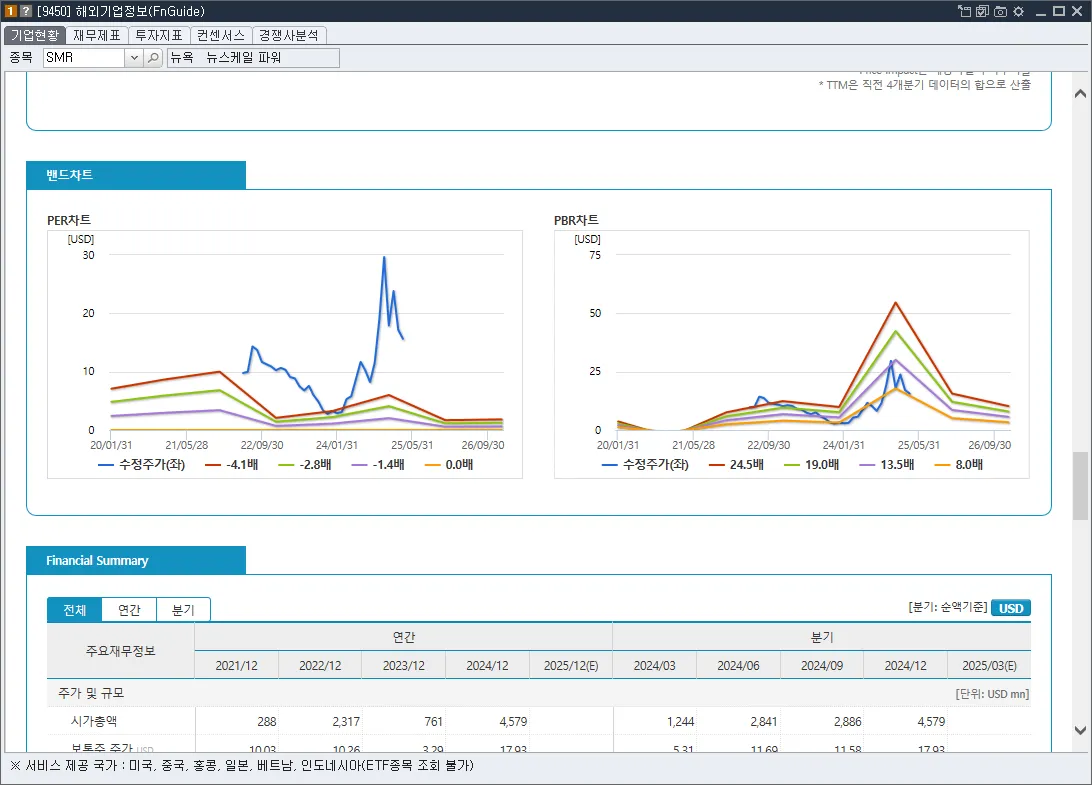 1 ? [9450] 해외기업정보(FnGuide)
기업현황 재무제표 투자지표 컨센서스 경쟁사분석
종목 SMR 뉴욕 뉴스케일 파워
* TTM은 직전 4개분기 데이터의 합으로 산출
밴드차트
PER차트
[USD]
30
20
10
0
20/01/31 21/05/28 22/09/30 24/01/31 25/05/31 26/09/30
수정주가(좌) -4.1배 -2.8배 -1.4배 0.0배
PBR차트
[USD]
75
50
25
0
20/01/31 21/05/28 22/09/30 24/01/31 25/05/31 26/09/30
수정주가(좌) 24.5배 19.0배 13.5배 8.0배
Financial Summary
전체 연간 분기 [분기: 순액기준] USD
주요재무정보 연간 분기
2021/12 2022/12 2023/12 2024/12 2025/12(E) 2024/03 2024/06 2024/09 2024/12 2025/03(E)
주가 및 규모 [단위: USD mn]
시가총액 288 2,317 761 4,579 1,244 2,841 2,886 4,579
보통주 주가 USD 10.03 10.26 3.29 17.93 5.31 11.69 11.58 17.93
※ 서비스 제공 국가 : 미국, 중국, 홍콩, 일본, 베트남, 인도네시아(ETF종목 조회 불가)